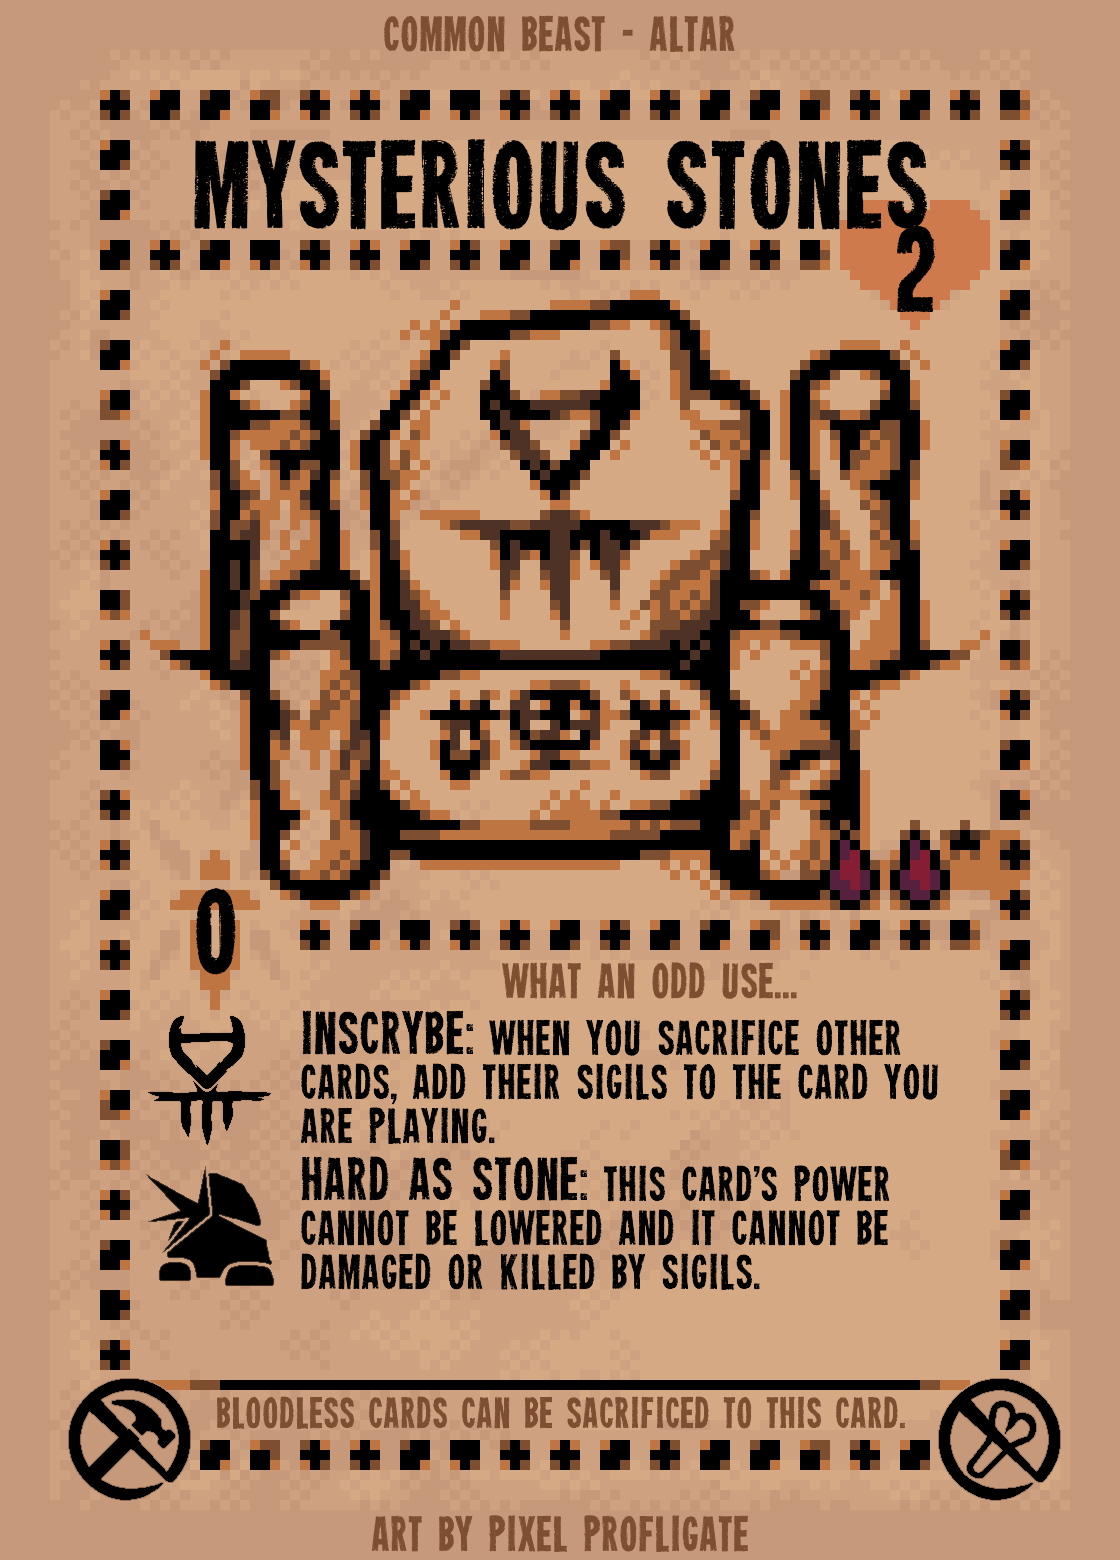 COMMON BEAST - ALTAR
MYSTERIOUS STONES
2
0
WHAT AN ODD USE...
INSCRYBE: WHEN YOU SACRIFICE OTHER
CARDS, ADD THEIR SIGILS TO THE CARD YOU
ARE PLAYING.
HARD AS STONE: THIS CARD'S POWER
CANNOT BE LOWERED AND IT CANNOT BE
DAMAGED OR KILLED BY SIGILS.
BLOODLESS CARDS CAN BE SACRIFICED TO THIS CARD.
ART BY PIXEL PROFLIGATE